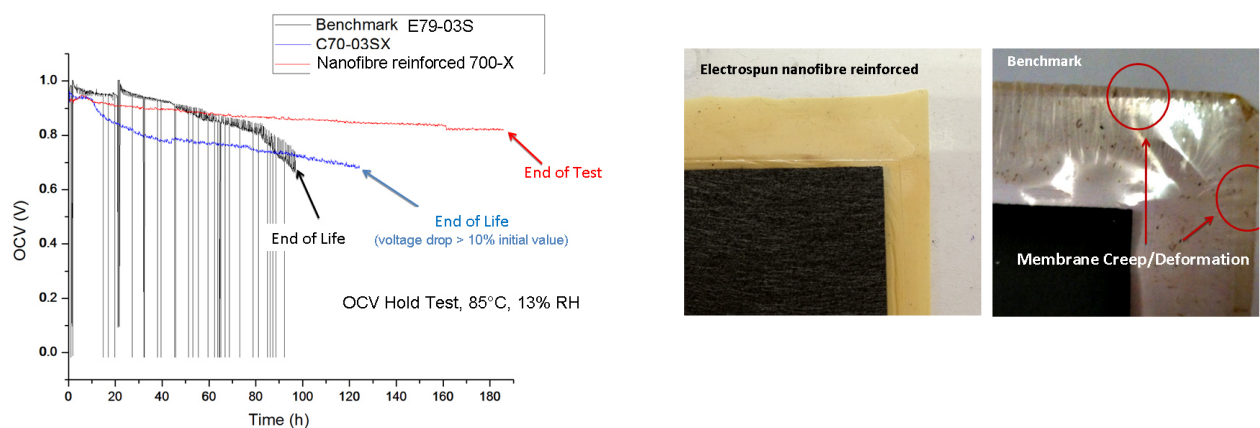 Benchmark E79-03S
C70-03SX
Nanofibre reinforced 700-X
1.0
0.8
0.6
0.4
0.2
0.0
OCV (V)
0 20 40 60 80 100 120 140 160 180
Time (h)
End of Test
End of Life
(voltage drop > 10% initial value)
End of Life
OCV Hold Test, 85°C, 13% RH
Electrospun nanofibre reinforced
Benchmark
Membrane Creep/Deformation